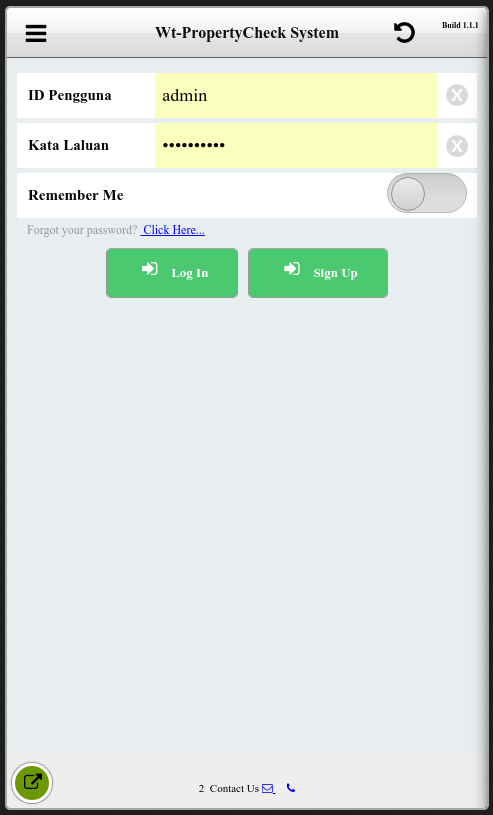 Wt-PropertyCheck System
Build 1.1.1
ID Pengguna admin X
Kata Laluan •••••••••• X
Remember Me
Forgot your password? Click Here...
Log In Sign Up
2 Contact Us